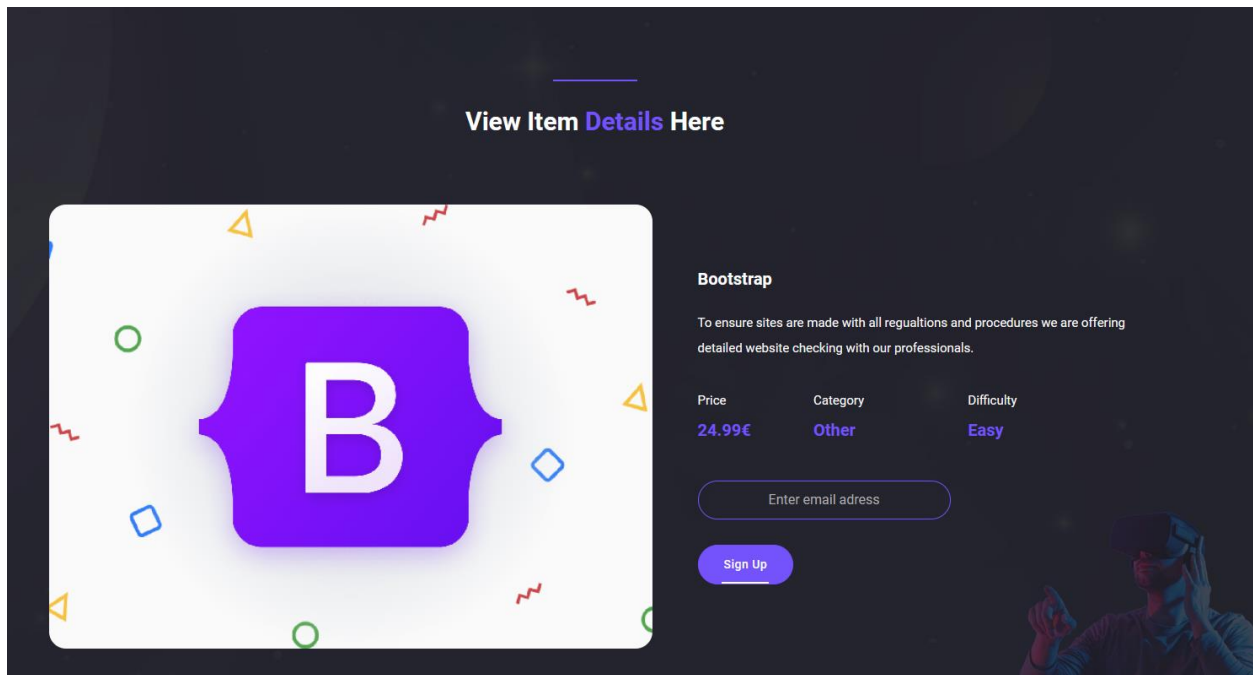 View Item Details Here
B
Bootstrap
To ensure sites are made with all regualtions and procedures we are offering
detailed website checking with our professionals.
Price Category Difficulty
24.99€ Other Easy
Enter email adress
Sign Up